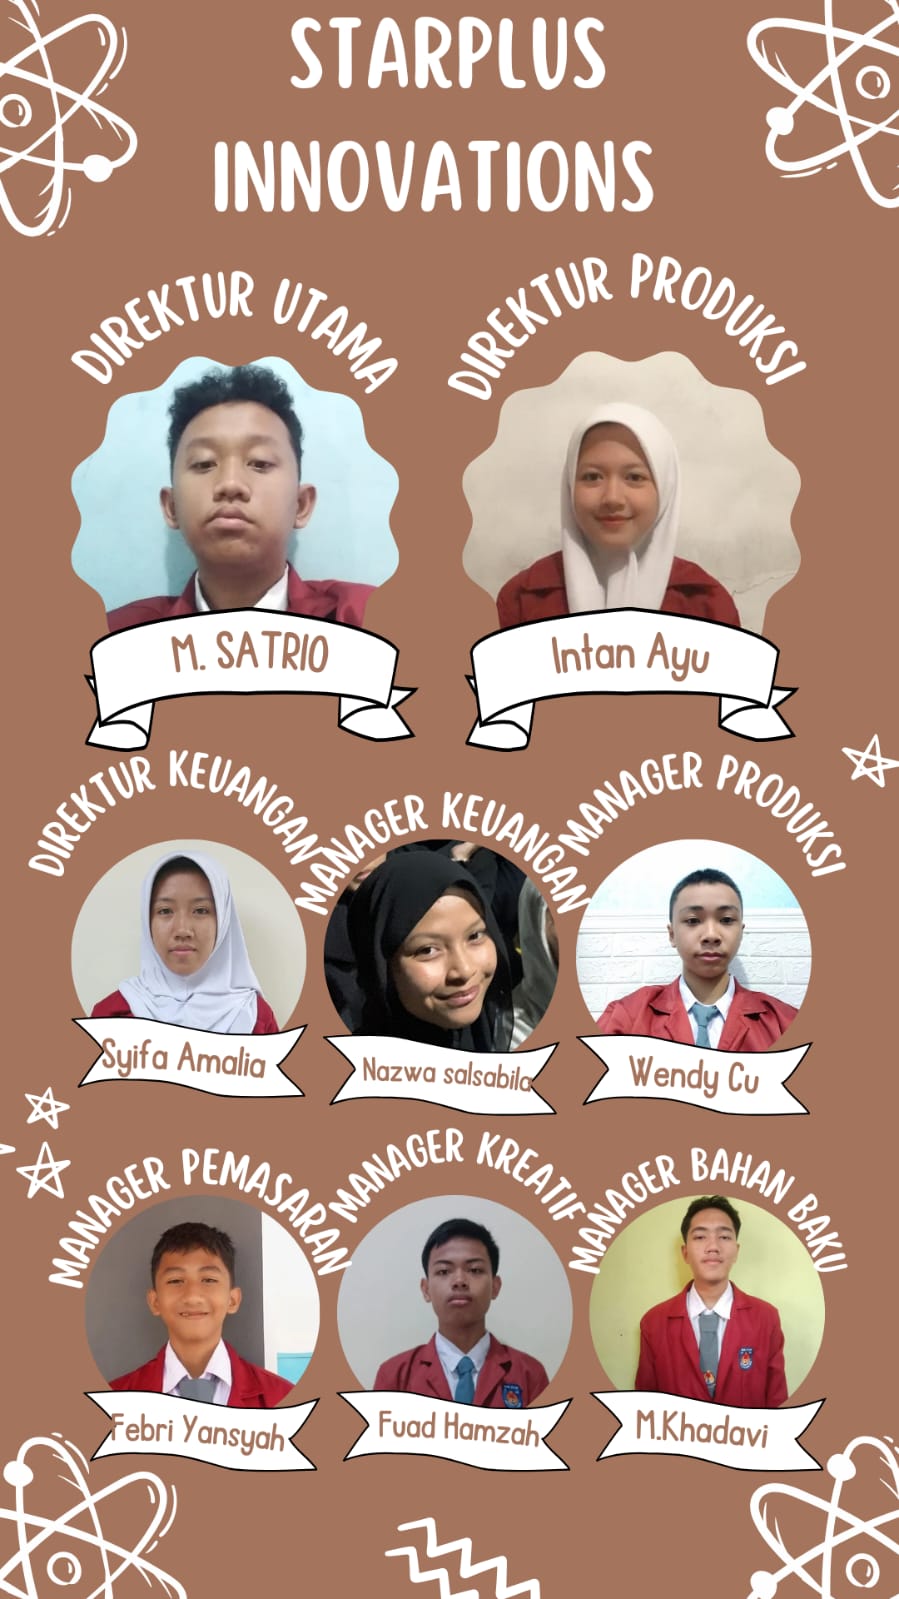 STARPLUS
INNOVATIONS
DIREKTUR UTAMA
DIREKTUR PRODUKSI
M. SATRIO
Intan Ayu
DIREKTUR KEUANGAN
MANAGER KEUANGAN
MANAGER PRODUKSI
Syifa Amalia
Nazwa salsabila
Wendy Cu
MANAGER PEMASARAN
MANAGER KREATIF
MANAGER BAHAN BAKU
Febri Yansyah
Fuad Hamzah
M.Khadavi